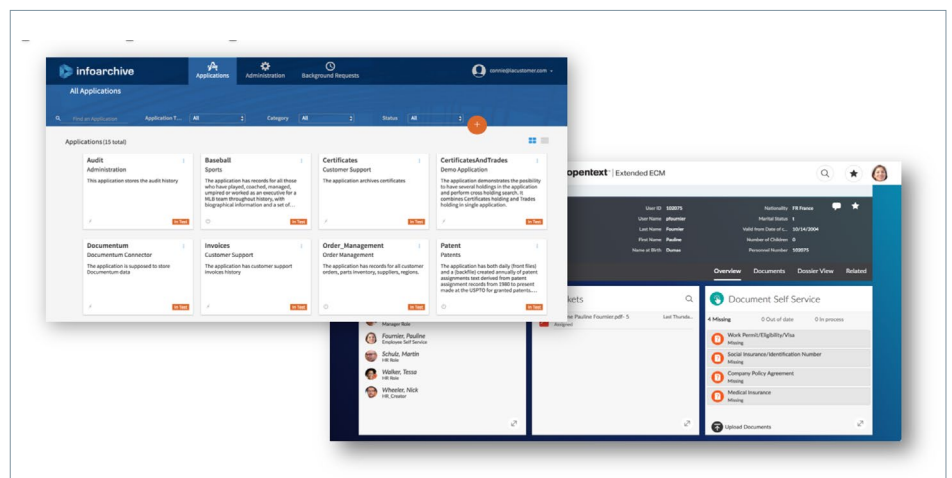 infoarchive
Applications
Administration
Background Requests
connie@iacustomer.com
All Applications
Find an Application
Application T...
All
Category
All
Status
All
+
Applications (15 total)
Audit
Administration
This application stores the audit history
In Test
Baseball
Sports
The application has records for all those
who have played, coached, managed,
umpired or worked as an executive for a
MLB team throughout history, with
biographical information and a set of...
In Test
Certificates
Customer Support
The application archives certificates
In Test
CertificatesAndTrades
Demo Application
The application demonstrates the posibility
to have several holdings in the application
and perform cross holding search. It
combines Certificates holding and Trades
holding in single application.
In Test
Documentum
Documentum Connector
The application is supposed to store
Documentum data
In Test
Invoices
Customer Support
The application has customer support
invoices history
In Test
Order_Management
Order Management
The application has records for all customer
orders, parts inventory, suppliers, regions.
In Test
Patent
Patents
The application has both daily (front files)
and a (backfile) created annually of patent
assignments text derived from patent
assignment records from 1980 to present
made at the USPTO for granted patents....
In Test
opentext™ | Extended ECM
User ID 102075
User Name pfournier
Last Name Fournier
First Name Pauline
Name at Birth Dumas
Nationality FR France
Marital Status 1
Valid from Date of c... 10/14/2004
Number of Children 0
Personnel Number 102075
Overview
Documents
Dossier View
Related
Manager Role
Fournier, Pauline
Employee Self Service
Schulz, Martin
HR Role
Walker, Tessa
HR Role
Wheeler, Nick
HR_Creator
kets
ne Pauline Fournier.pdf- 5
Last Thursda...
Assigned
Document Self Service
4 Missing
0 Out of date
0 In process
Work Permit/Eligibility/Visa
Missing
Social Insurance/Identification Number
Missing
Company Policy Agreement
Missing
Medical Insurance
Missing
Upload Documents